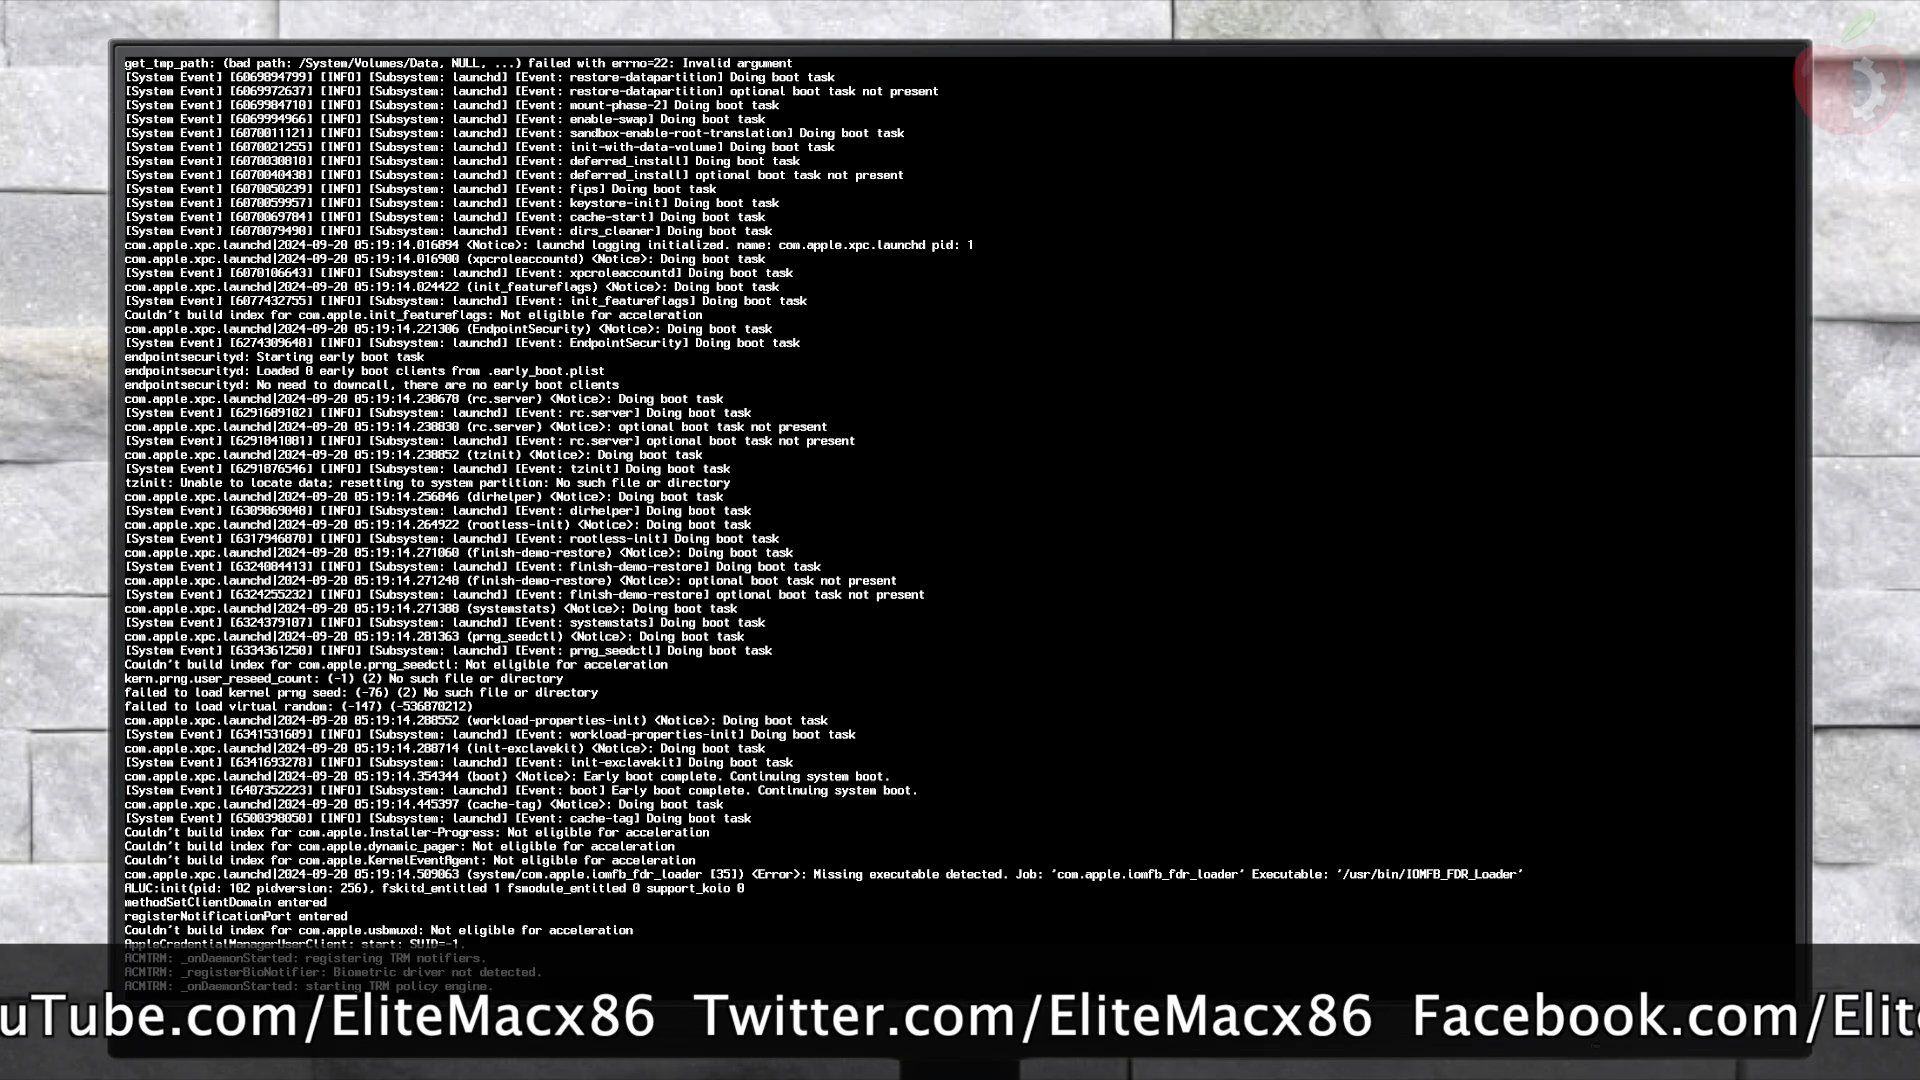 get_tmp_path: (bad path: /System/Volumes/Data, NULL, ...) failed with errno=22: Invalid argument
[System Event] [6069894799] [INFO] [Subsystem: launchd] [Event: restore-datapartition] Doing boot task
[System Event] [6069972637] [INFO] [Subsystem: launchd] [Event: restore-datapartition] optional boot task not present
[System Event] [6069984710] [INFO] [Subsystem: launchd] [Event: mount-phase-2] Doing boot task
[System Event] [6069994966] [INFO] [Subsystem: launchd] [Event: enable-swap] Doing boot task
[System Event] [6070011121] [INFO] [Subsystem: launchd] [Event: sandbox-enable-root-translation] Doing boot task
[System Event] [6070021255] [INFO] [Subsystem: launchd] [Event: init-with-data-volume] Doing boot task
[System Event] [6070030810] [INFO] [Subsystem: launchd] [Event: deferred_install] Doing boot task
[System Event] [6070040438] [INFO] [Subsystem: launchd] [Event: deferred_install] optional boot task not present
[System Event] [6070050239] [INFO] [Subsystem: launchd] [Event: fips] Doing boot task
[System Event] [6070059957] [INFO] [Subsystem: launchd] [Event: keystore-init] Doing boot task
[System Event] [6070069784] [INFO] [Subsystem: launchd] [Event: cache-start] Doing boot task
[System Event] [6070079490] [INFO] [Subsystem: launchd] [Event: dirs_cleaner] Doing boot task
com.apple.xpc.launchd|2024-09-20 05:19:14.016894 <Notice>: launchd logging initialized. name: com.apple.xpc.launchd pid: 1
com.apple.xpc.launchd|2024-09-20 05:19:14.016900 (xpcroleaccountd) <Notice>: Doing boot task
[System Event] [6070106643] [INFO] [Subsystem: launchd] [Event: xpcroleaccountd] Doing boot task
com.apple.xpc.launchd|2024-09-20 05:19:14.024422 (init_featureflags) <Notice>: Doing boot task
[System Event] [6077432755] [INFO] [Subsystem: launchd] [Event: init_featureflags] Doing boot task
Couldn't build index for com.apple.init_featureflags: Not eligible for acceleration
com.apple.xpc.launchd|2024-09-20 05:19:14.221306 (EndpointSecurity) <Notice>: Doing boot task
[System Event] [6274309648] [INFO] [Subsystem: launchd] [Event: EndpointSecurity] Doing boot task
endpointsecurityd: Starting early boot task
endpointsecurityd: Loaded 0 early boot clients from .early_boot.plist
endpointsecurityd: No need to downcall, there are no early boot clients
com.apple.xpc.launchd|2024-09-20 05:19:14.238678 (rc.server) <Notice>: Doing boot task
[System Event] [6291689102] [INFO] [Subsystem: launchd] [Event: rc.server] Doing boot task
com.apple.xpc.launchd|2024-09-20 05:19:14.238830 (rc.server) <Notice>: optional boot task not present
[System Event] [6291841081] [INFO] [Subsystem: launchd] [Event: rc.server] optional boot task not present
com.apple.xpc.launchd|2024-09-20 05:19:14.238852 (tzinit) <Notice>: Doing boot task
[System Event] [6291876546] [INFO] [Subsystem: launchd] [Event: tzinit] Doing boot task
tzinit: Unable to locate data; resetting to system partition: No such file or directory
com.apple.xpc.launchd|2024-09-20 05:19:14.256846 (dirhelper) <Notice>: Doing boot task
[System Event] [6309869048] [INFO] [Subsystem: launchd] [Event: dirhelper] Doing boot task
com.apple.xpc.launchd|2024-09-20 05:19:14.264922 (rootless-init) <Notice>: Doing boot task
[System Event] [6317946870] [INFO] [Subsystem: launchd] [Event: rootless-init] Doing boot task
com.apple.xpc.launchd|2024-09-20 05:19:14.271060 (finish-demo-restore) <Notice>: Doing boot task
[System Event] [6324084413] [INFO] [Subsystem: launchd] [Event: finish-demo-restore] Doing boot task
com.apple.xpc.launchd|2024-09-20 05:19:14.271248 (finish-demo-restore) <Notice>: optional boot task not present
[System Event] [6324255232] [INFO] [Subsystem: launchd] [Event: finish-demo-restore] optional boot task not present
com.apple.xpc.launchd|2024-09-20 05:19:14.271388 (systemstats) <Notice>: Doing boot task
[System Event] [6324379107] [INFO] [Subsystem: launchd] [Event: systemstats] Doing boot task
com.apple.xpc.launchd|2024-09-20 05:19:14.281363 (prng_seedctl) <Notice>: Doing boot task
[System Event] [6334361250] [INFO] [Subsystem: launchd] [Event: prng_seedctl] Doing boot task
Couldn't build index for com.apple.prng_seedctl: Not eligible for acceleration
kern.prng.user_reseed_count: (-1) (2) No such file or directory
failed to load kernel prng seed: (-76) (2) No such file or directory
failed to load virtual random: (-147) (-536870212)
com.apple.xpc.launchd|2024-09-20 05:19:14.288552 (workload-properties-init) <Notice>: Doing boot task
[System Event] [6341531609] [INFO] [Subsystem: launchd] [Event: workload-properties-init] Doing boot task
com.apple.xpc.launchd|2024-09-20 05:19:14.288714 (init-exclavekit) <Notice>: Doing boot task
[System Event] [6341693278] [INFO] [Subsystem: launchd] [Event: init-exclavekit] Doing boot task
com.apple.xpc.launchd|2024-09-20 05:19:14.354344 (boot) <Notice>: Early boot complete. Continuing system boot.
[System Event] [6407352223] [INFO] [Subsystem: launchd] [Event: boot] Early boot complete. Continuing system boot.
com.apple.xpc.launchd|2024-09-20 05:19:14.445397 (cache-tag) <Notice>: Doing boot task
[System Event] [6500398050] [INFO] [Subsystem: launchd] [Event: cache-tag] Doing boot task
Couldn't build index for com.apple.Installer-Progress: Not eligible for acceleration
Couldn't build index for com.apple.dynamic_pager: Not eligible for acceleration
Couldn't build index for com.apple.KernelEventAgent: Not eligible for acceleration
com.apple.xpc.launchd|2024-09-20 05:19:14.509063 (system/com.apple.iomfb_fdr_loader [35]) <Error>: Missing executable detected. Job: 'com.apple.iomfb_fdr_loader' Executable: '/usr/bin/IOMFB_FDR_Loader'
ALUC:init(pid: 102 pidversion: 256), fskitd_entitled 1 fsmodule_entitled 0 support_koio 0
methodSetClientDomain entered
registerNotificationPort entered
Couldn't build index for com.apple.usbmuxd: Not eligible for acceleration
AppleCredentialManagerUserClient: start: SUID=-1.
ACMTRM: _onDaemonStarted: registering TRM notifiers.
ACMTRM: _registerBioNotifier: Biometric driver not detected.
ACMTRM: _onDaemonStarted: starting TRM policy engine.
uTube.com/EliteMacx86 Twitter.com/EliteMacx86 Facebook.com/Elite